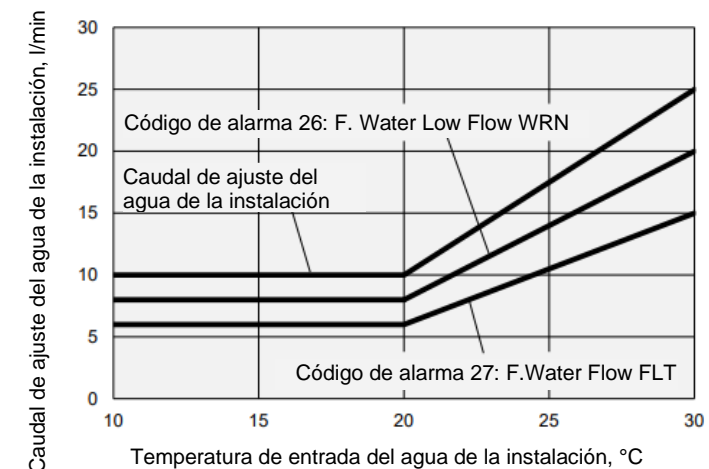 Caudal de ajuste del agua de la instalación, l/min
30
25
Código de alarma 26: F. Water Low Flow WRN
20
Caudal de ajuste del
agua de la instalación
15
10
5
Código de alarma 27: F.Water Flow FLT
0
10 15 20 25 30
Temperatura de entrada del agua de la instalación, °C